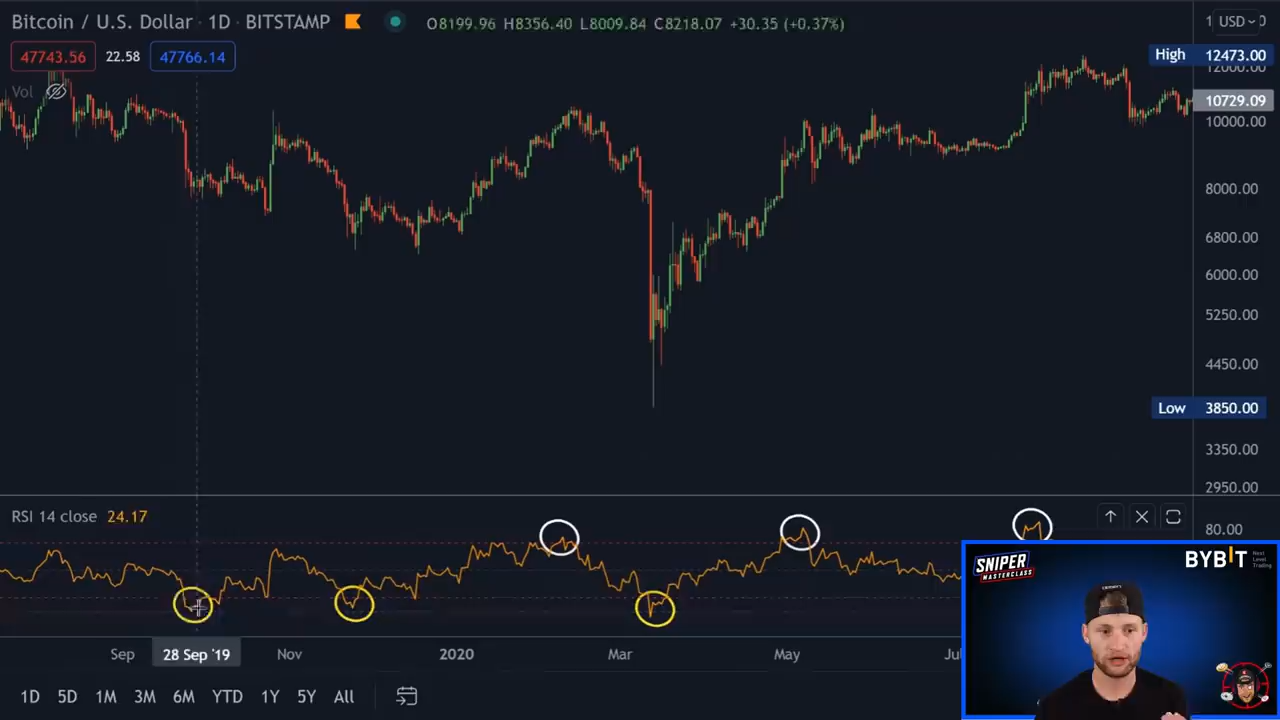 Bitcoin / U.S. Dollar · 1D · BITSTAMP O8199.96 H8356.40 L8009.84 C8218.07 +30.35 (+0.37%) USD
47743.56 22.58 47766.14
Vol
High 12473.00
12000.00
10729.09
10000.00
8000.00
6800.00
6000.00
5250.00
4450.00
Low 3850.00
3350.00
2950.00
RSI 14 close 24.17
80.00
SNIPER
MASTERCLASS
BYBIT Next Level Trading
Sep 28 Sep '19 Nov 2020 Mar May Jul
1D 5D 1M 3M 6M YTD 1Y 5Y All